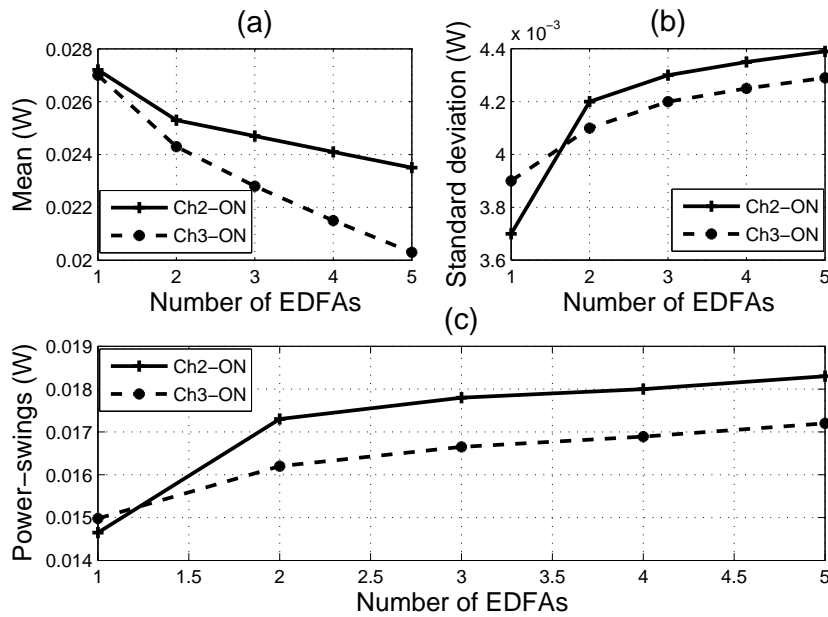 (a)
Mean (W)
0.028
0.026
0.024
0.022
0.02
Ch2−ON
Ch3−ON
1 2 3 4 5
Number of EDFAs
(b)
x 10⁻³
Standard deviation (W)
4.4
4.2
4
3.8
3.6
Ch2−ON
Ch3−ON
1 2 3 4 5
Number of EDFAs
(c)
Power−swings (W)
0.019
0.018
0.017
0.016
0.015
0.014
Ch2−ON
Ch3−ON
1 1.5 2 2.5 3 3.5 4 4.5 5
Number of EDFAs